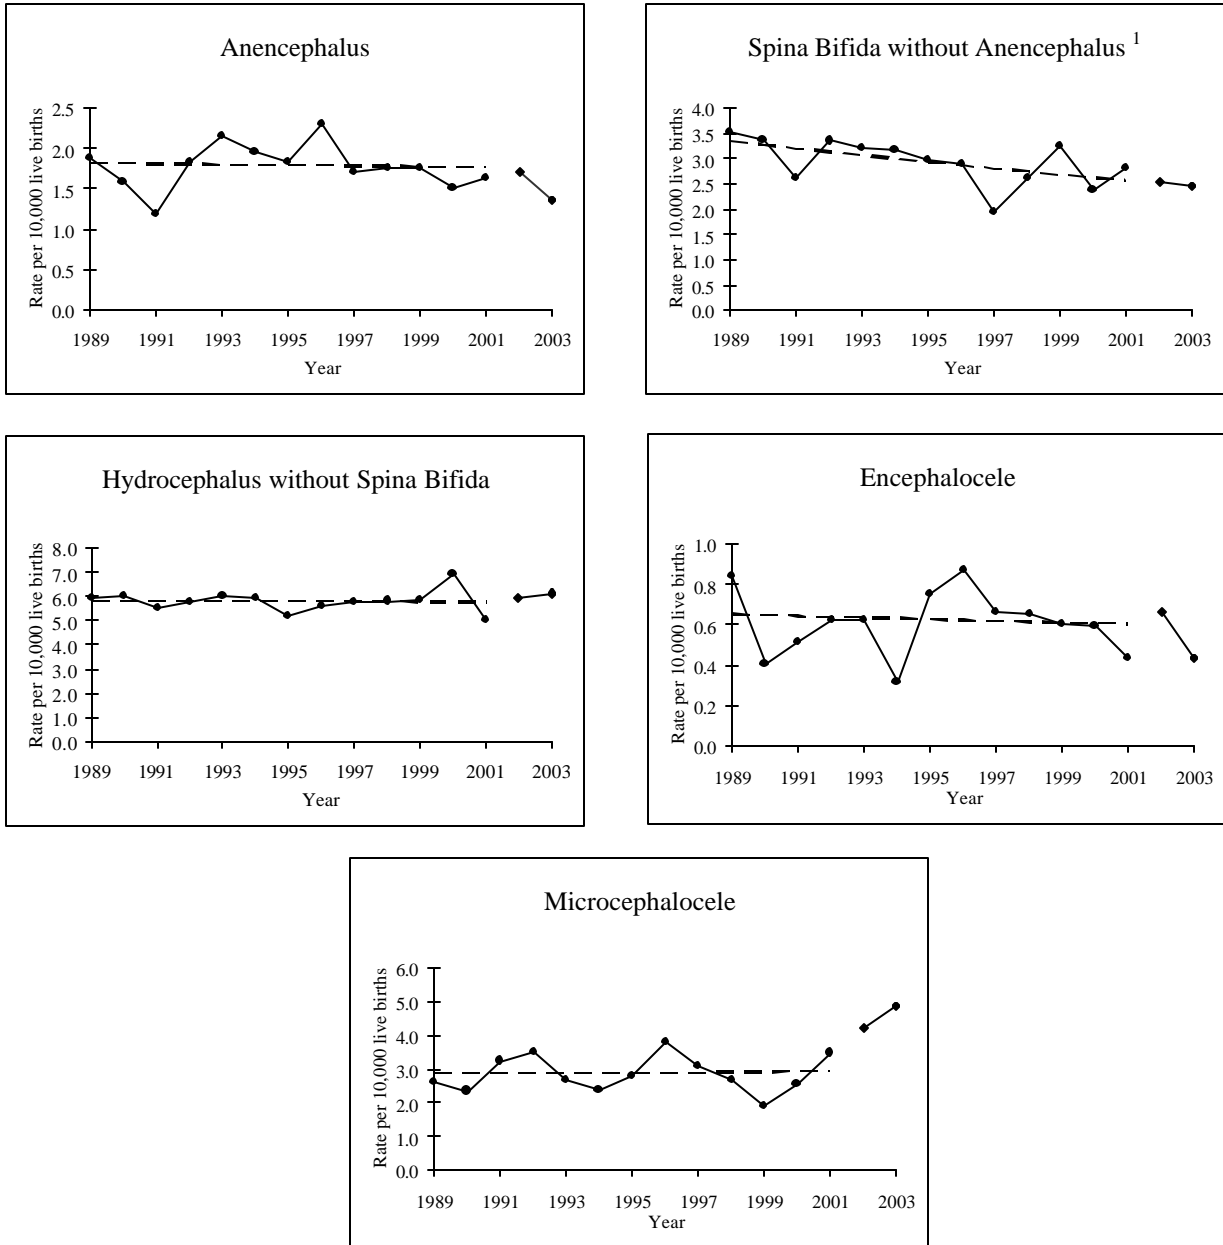 Anencephalus
Rate per 10,000 live births
2.5
2.0
1.5
1.0
0.5
0.0
1989 1991 1993 1995 1997 1999 2001 2003
Year
Spina Bifida without Anencephalus 1
Rate per 10,000 live births
4.0
3.5
3.0
2.5
2.0
1.5
1.0
0.5
0.0
1989 1991 1993 1995 1997 1999 2001 2003
Year
Hydrocephalus without Spina Bifida
Rate per 10,000 live births
8.0
7.0
6.0
5.0
4.0
3.0
2.0
1.0
0.0
1989 1991 1993 1995 1997 1999 2001 2003
Year
Encephalocele
Rate per 10,000 live births
1.0
0.8
0.6
0.4
0.2
0.0
1989 1991 1993 1995 1997 1999 2001 2003
Year
Microcephalocele
Rate per 10,000 live births
6.0
5.0
4.0
3.0
2.0
1.0
0.0
1989 1991 1993 1995 1997 1999 2001 2003
Year